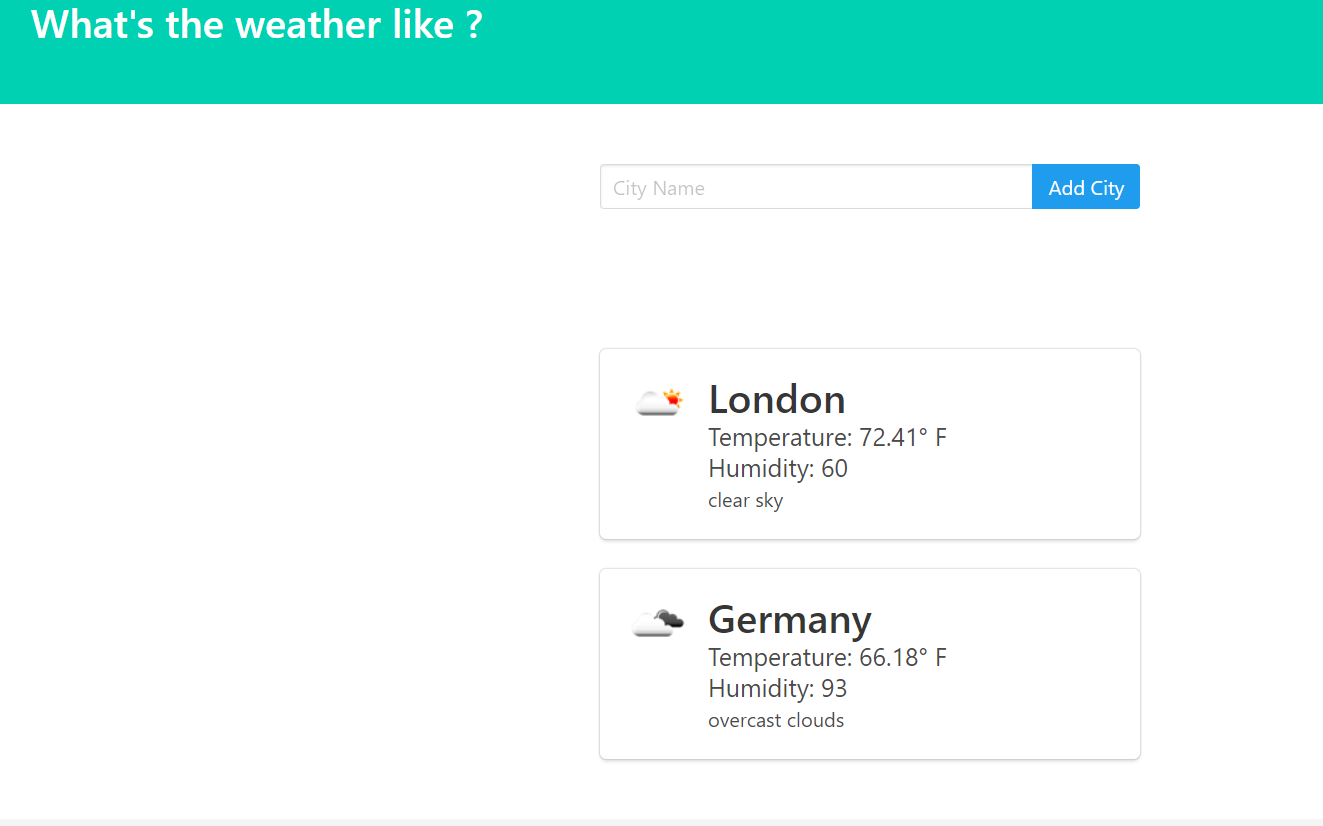 What's the weather like ?
City Name
Add City
London
Temperature: 72.41° F
Humidity: 60
clear sky
Germany
Temperature: 66.18° F
Humidity: 93
overcast clouds